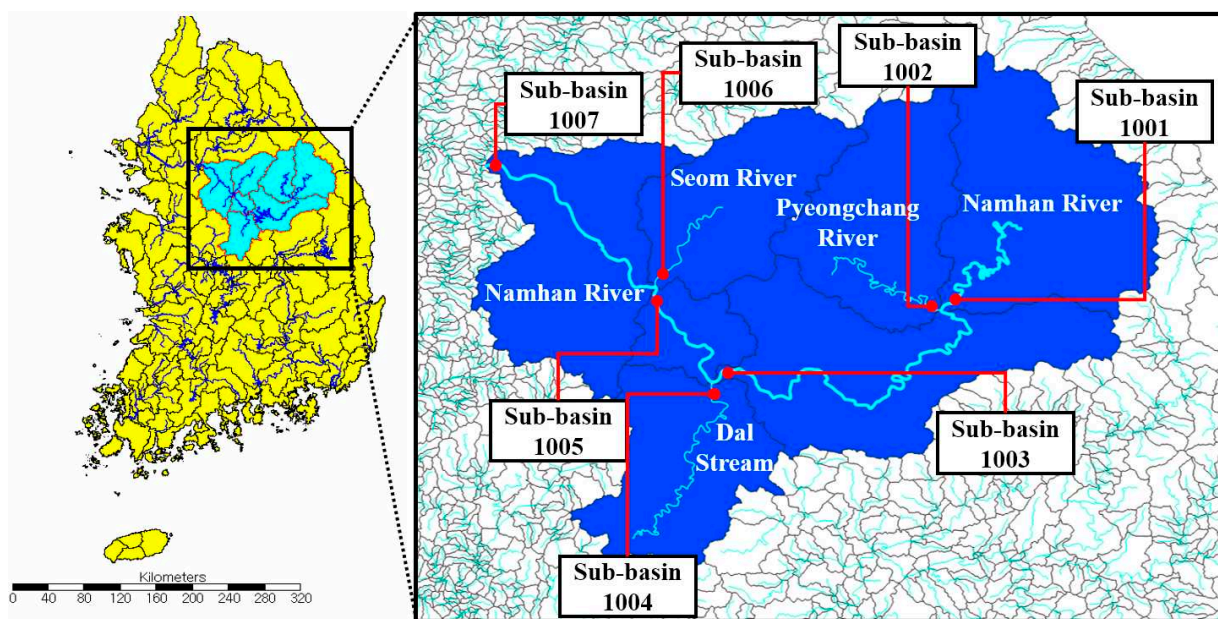 Sub-basin
1007
Sub-basin
1006
Sub-basin
1002
Sub-basin
1001
Seom River
Pyeongchang
River
Namhan River
Namhan River
Sub-basin
1005
Dal
Stream
Sub-basin
1003
Sub-basin
1004
Kilometers
0 40 80 120 160 200 240 280 320